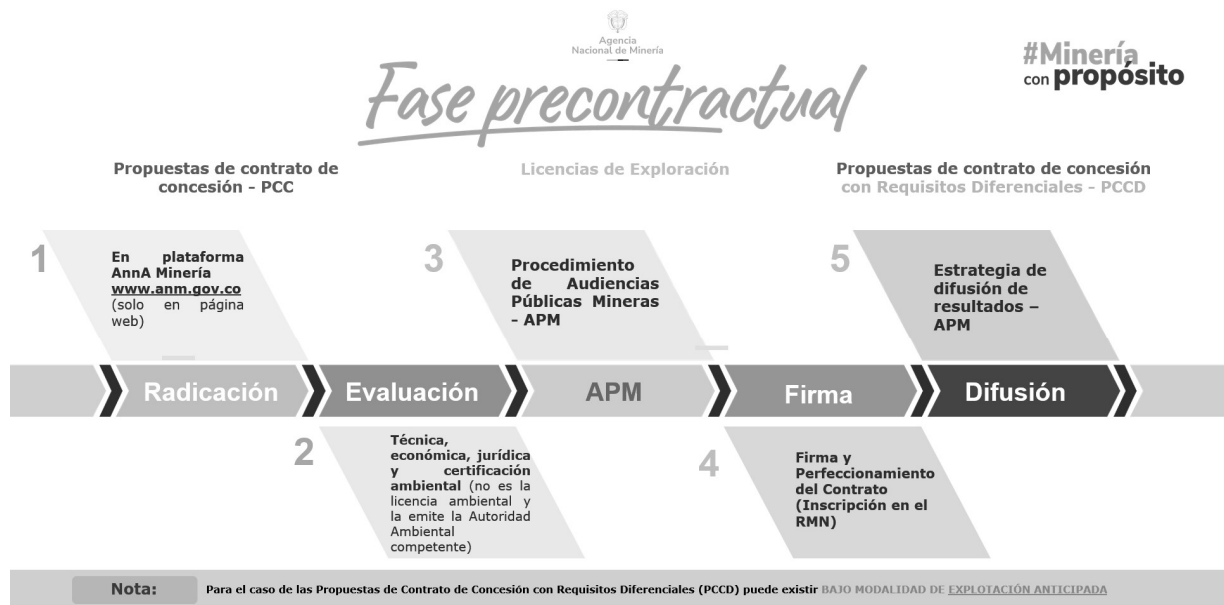 Agencia
Nacional de Minería
#Minería
con propósito
Fase precontractual
Propuestas de contrato de
concesión - PCC
Licencias de Exploración
Propuestas de contrato de concesión
con Requisitos Diferenciales - PCCD
1
En plataforma
AnnA Minería
www.anm.gov.co
(solo en página
web)
3
Procedimiento
de Audiencias
Públicas Mineras
- APM
5
Estrategia de
difusión de
resultados –
APM
Radicación
Evaluación
APM
Firma
Difusión
2
Técnica,
económica, jurídica
y certificación
ambiental (no es la
licencia ambiental y
la emite la Autoridad
Ambiental
competente)
4
Firma y
Perfeccionamiento
del Contrato
(Inscripción en el
RMN)
Nota:
Para el caso de las Propuestas de Contrato de Concesión con Requisitos Diferenciales (PCCD) puede existir BAJO MODALIDAD DE EXPLOTACIÓN ANTICIPADA